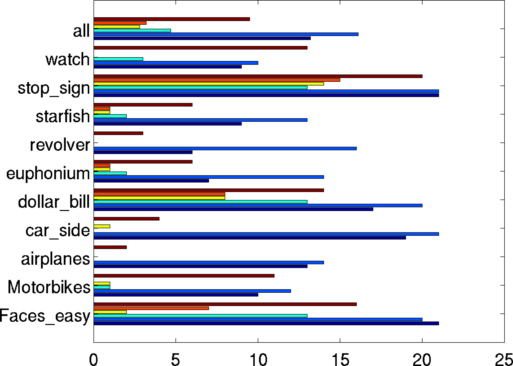 all
watch
stop_sign
starfish
revolver
euphonium
dollar_bill
car_side
airplanes
Motorbikes
Faces_easy
0 5 10 15 20 25